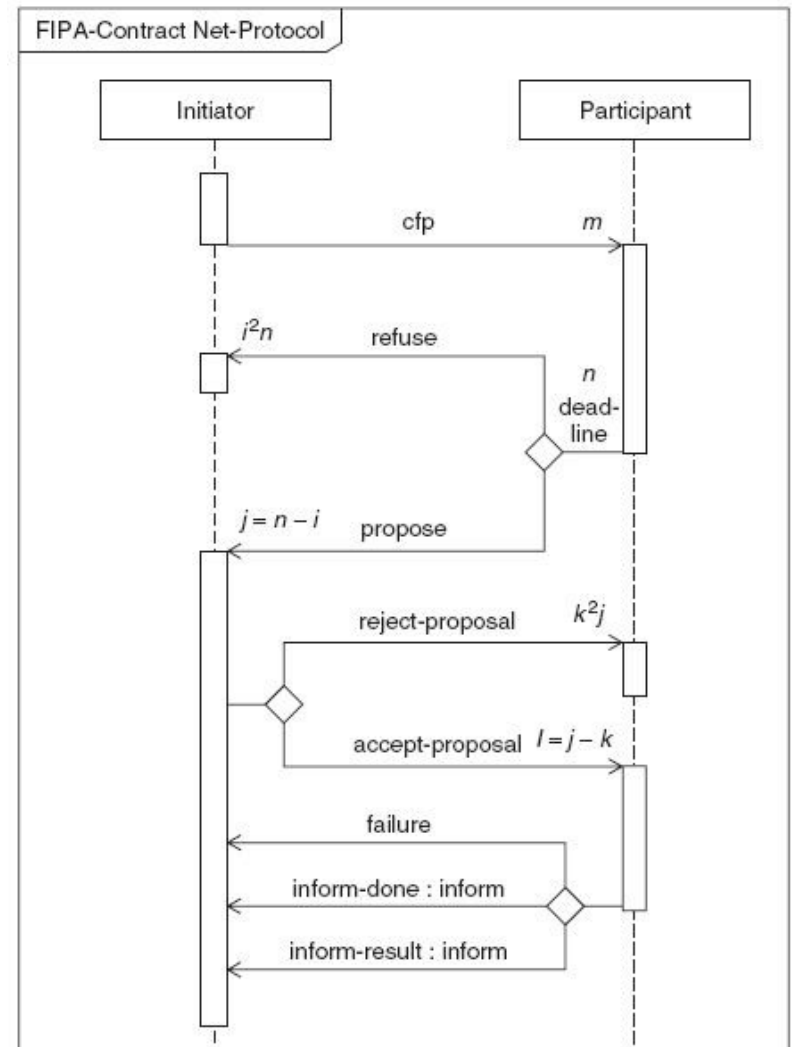 FIPA-Contract Net-Protocol
Initiator
Participant
cfp
m
i²n
refuse
n
dead-
line
j = n – i
propose
reject-proposal
k²j
accept-proposal
l = j – k
failure
inform-done : inform
inform-result : inform